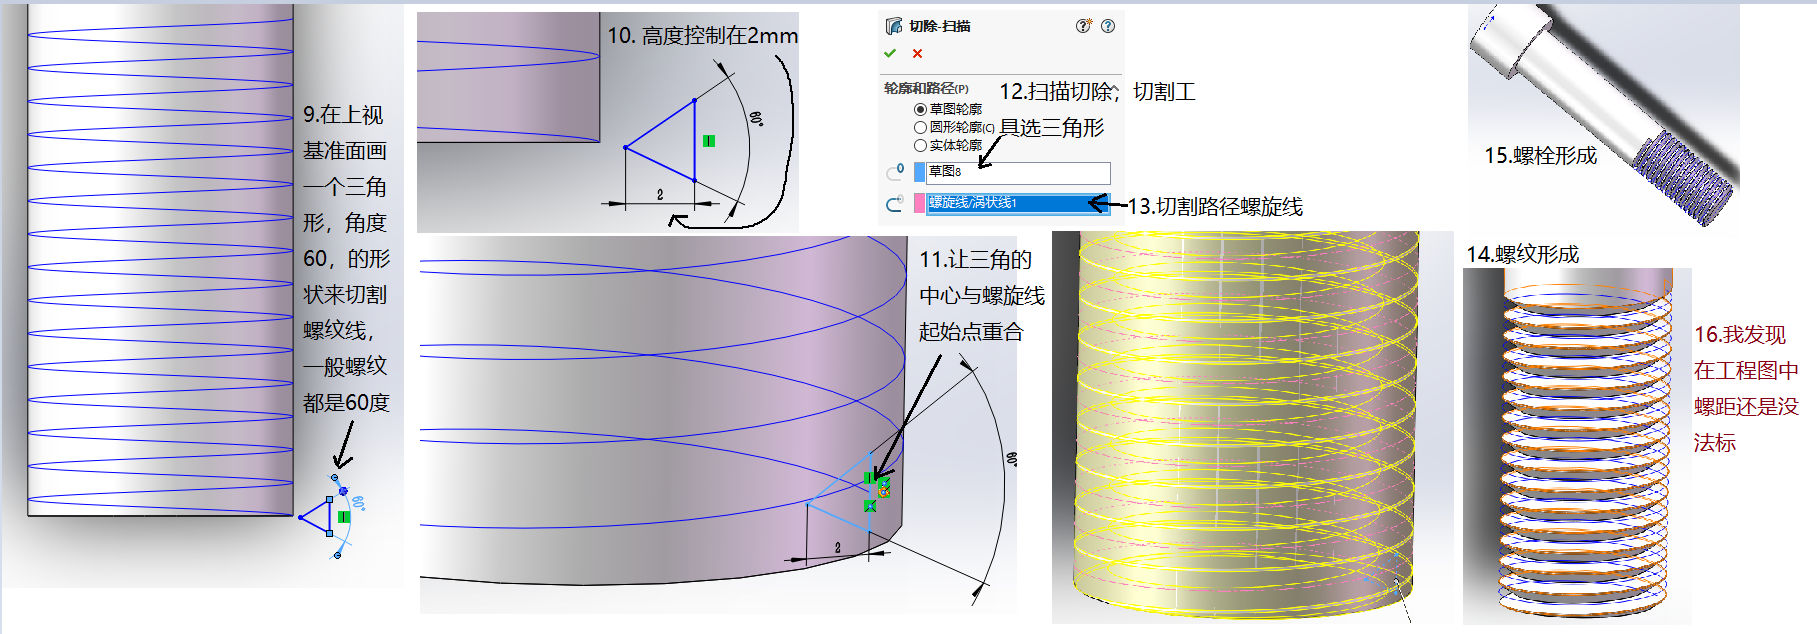 9.在上视
基准面画
一个三角
形，角度
60，的形
状来切割
螺纹线，
一般螺纹
都是60度
60°
10. 高度控制在2mm
60°
2
11.让三角的
中心与螺旋线
起始点重合
60°
2
切除-扫描
轮廓和路径(P)
草图轮廓
圆形轮廓(C)
实体轮廓
草图8
螺旋线/涡状线1
12.扫描切除，切割工
具选三角形
13.切割路径螺旋线
15.螺栓形成
14.螺纹形成
16.我发现
在工程图中
螺距还是没
法标